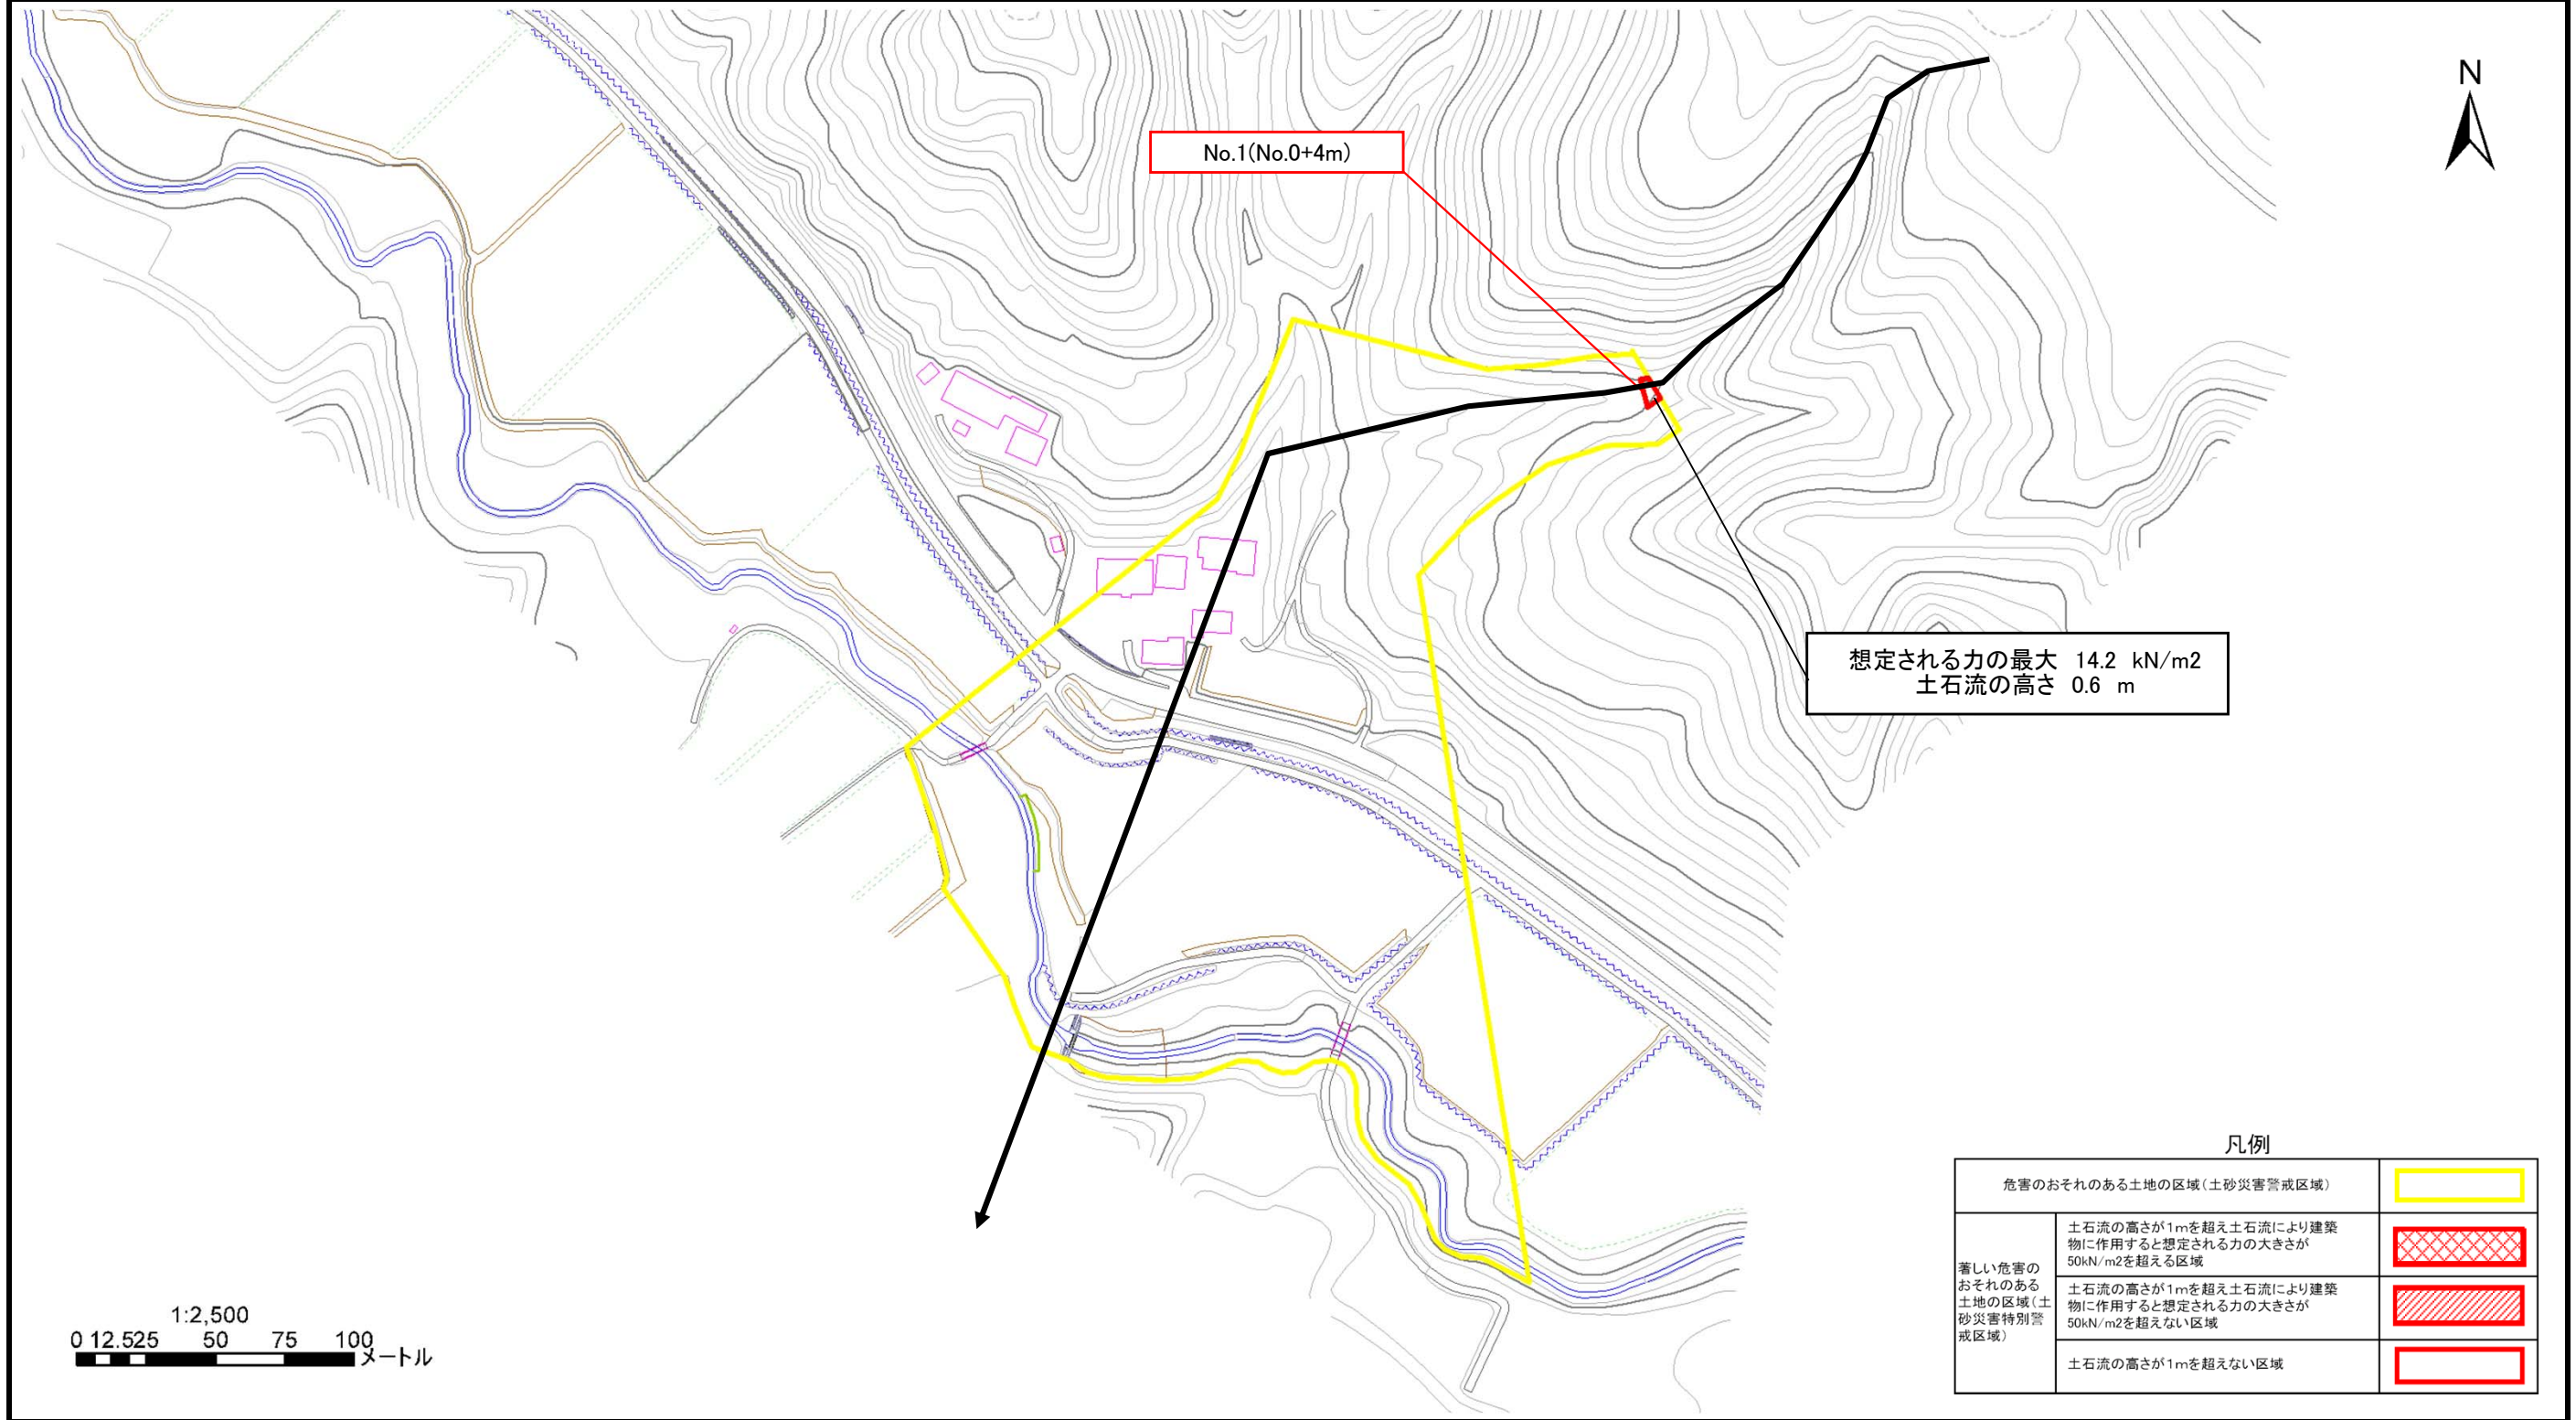 N
No.1(No.0+4m)
想定される力の最大 14.2 kN/m2
土石流の高さ 0.6 m
凡例
危害のおそれのある土地の区域(土砂災害警戒区域)
著しい危害の
おそれのある
土地の区域(土
砂災害特別警
戒区域)
土石流の高さが1mを超え土石流により建築
物に作用すると想定される力の大きさが
50kN/m2を超える区域
土石流の高さが1mを超え土石流により建築
物に作用すると想定される力の大きさが
50kN/m2を超えない区域
土石流の高さが1mを超えない区域
1:2,500
0 12.525 50 75 100
メートル